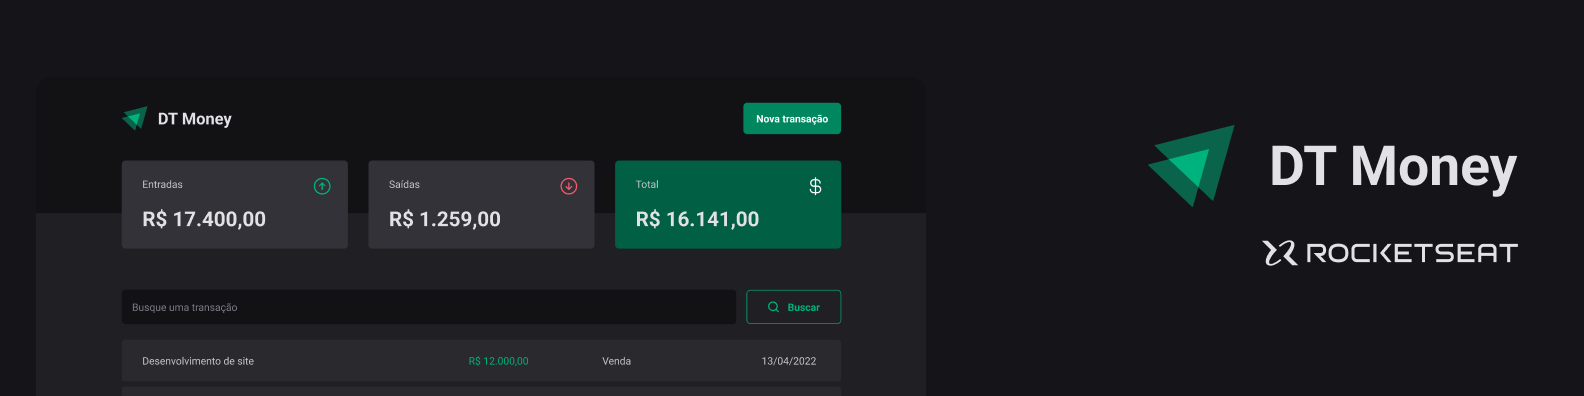 DT Money
Nova transação
Entradas
R$ 17.400,00
Saídas
R$ 1.259,00
Total
$
R$ 16.141,00
Busque uma transação
Buscar
Desenvolvimento de site R$ 12.000,00 Venda 13/04/2022
DT Money
ROCKETSEAT